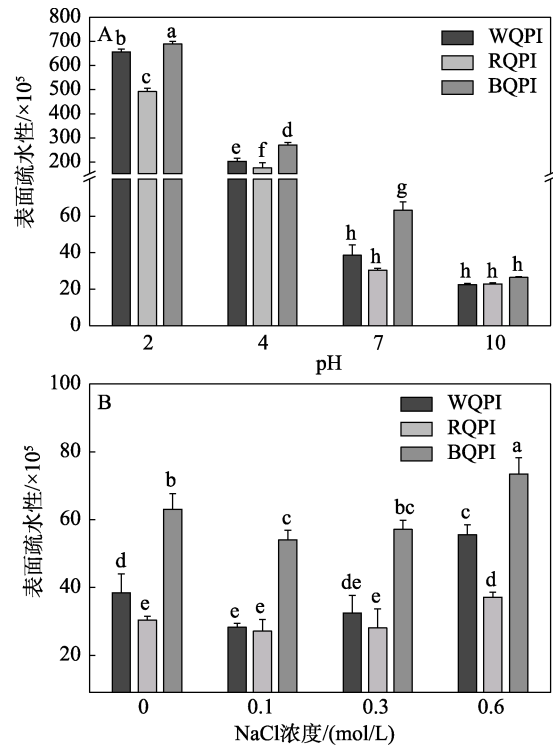 A
WQPI
RQPI
BQPI
表面疏水性/×10⁵
800
700
600
500
400
300
200
60
40
20
0
b
c
a
e
f
d
h
h
g
h
h
h
2
4
7
10
pH
B
WQPI
RQPI
BQPI
表面疏水性/×10⁵
100
80
60
40
20
d
e
b
e
e
c
de
e
bc
c
d
a
0
0.1
0.3
0.6
NaCl浓度/(mol/L)